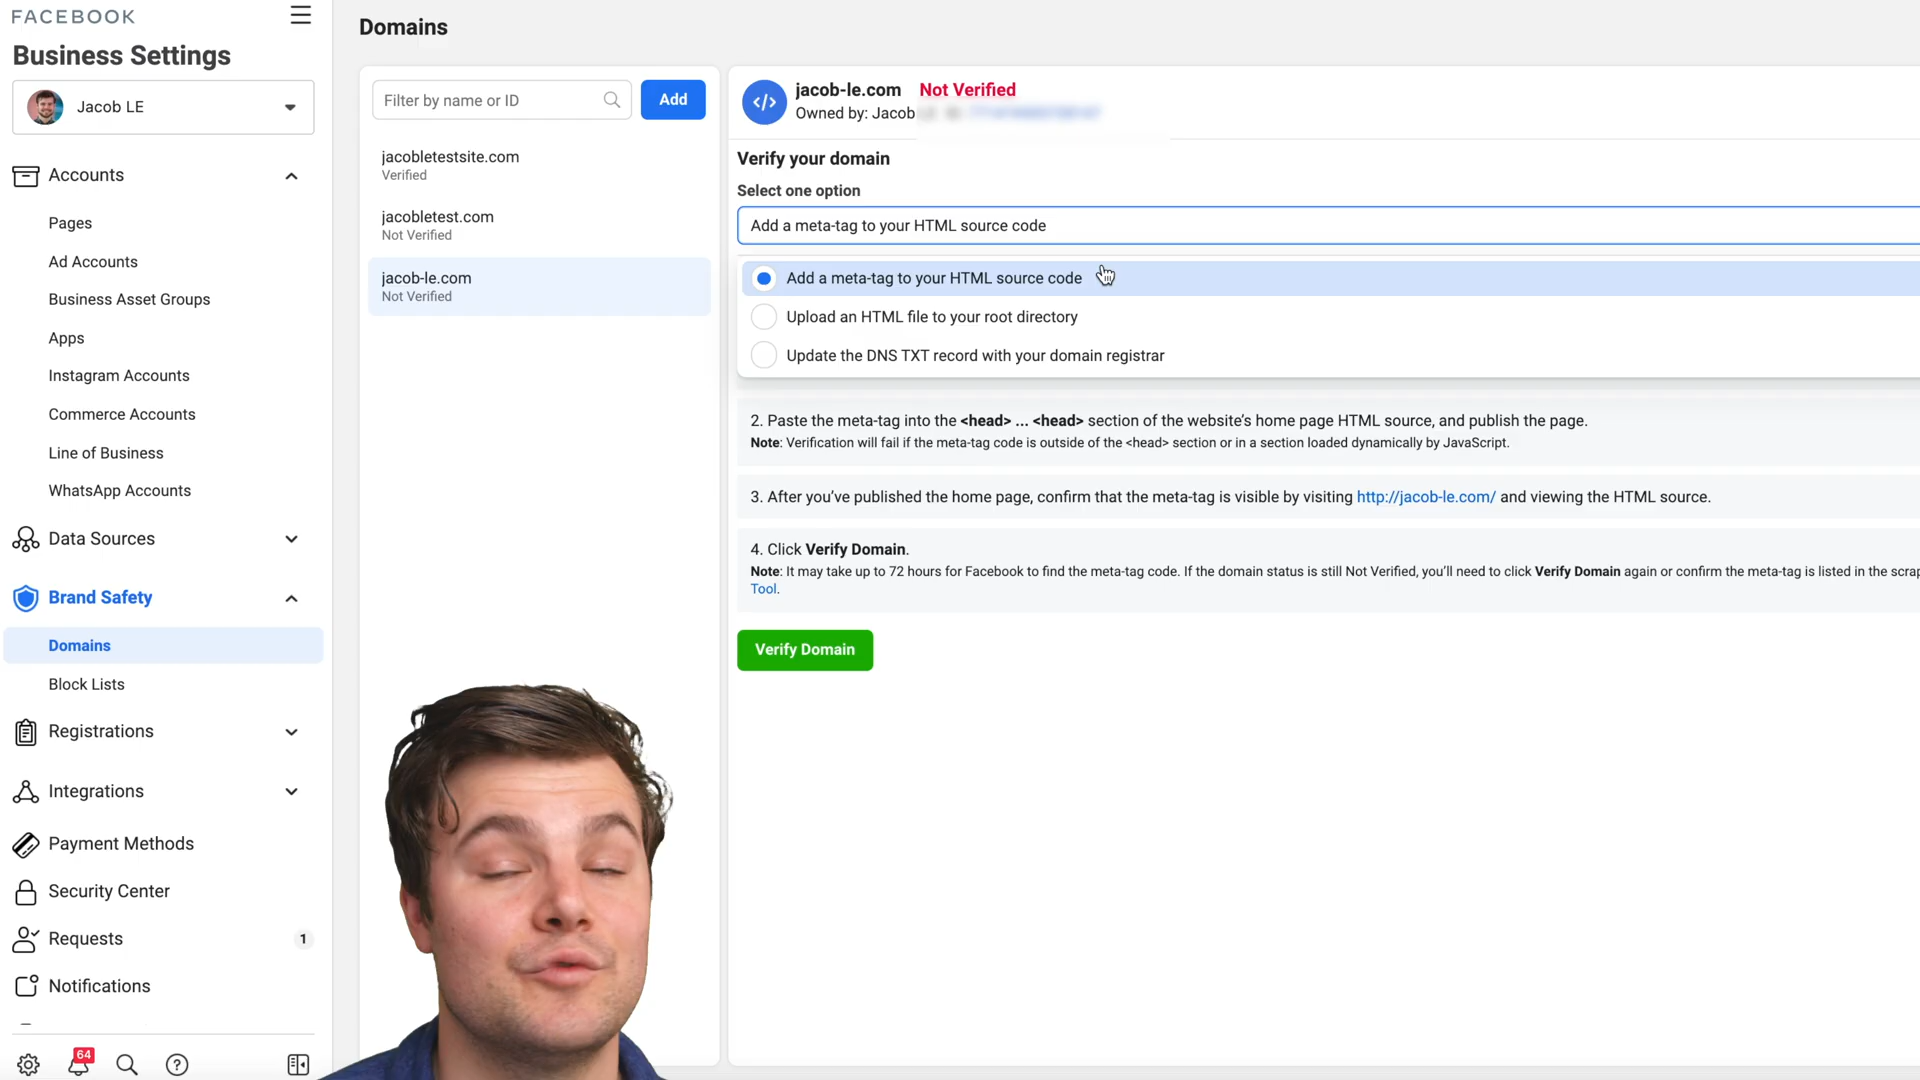 FACEBOOK
Business Settings
Jacob LE
Accounts
Pages
Ad Accounts
Business Asset Groups
Apps
Instagram Accounts
Commerce Accounts
Line of Business
WhatsApp Accounts
Data Sources
Brand Safety
Domains
Block Lists
Registrations
Integrations
Payment Methods
Security Center
Requests 1
Notifications
64
Domains
Filter by name or ID
Add
jacobletestsite.com
Verified
jacobletest.com
Not Verified
jacob-le.com
Not Verified
jacob-le.com Not Verified
Owned by: Jacob
Verify your domain
Select one option
Add a meta-tag to your HTML source code
Add a meta-tag to your HTML source code
Upload an HTML file to your root directory
Update the DNS TXT record with your domain registrar
2. Paste the meta-tag into the <head> ... <head> section of the website's home page HTML source, and publish the page.
Note: Verification will fail if the meta-tag code is outside of the <head> section or in a section loaded dynamically by JavaScript.
3. After you've published the home page, confirm that the meta-tag is visible by visiting http://jacob-le.com/ and viewing the HTML source.
4. Click Verify Domain.
Note: It may take up to 72 hours for Facebook to find the meta-tag code. If the domain status is still Not Verified, you'll need to click Verify Domain again or confirm the meta-tag is listed in the scrap
Tool.
Verify Domain